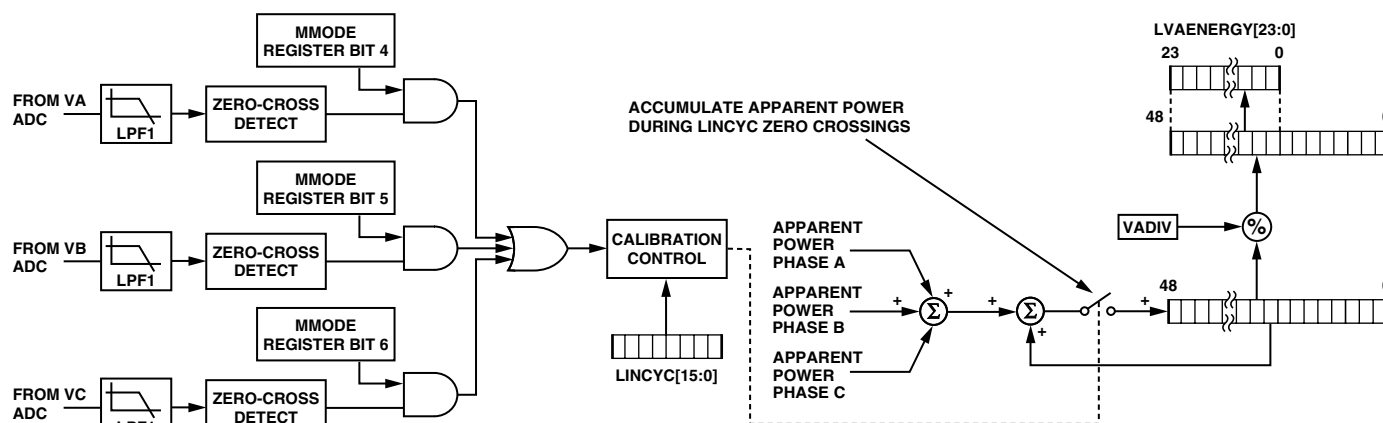 LVAENERGY[23:0]
23 0
MMODE
REGISTER BIT 4
FROM VA
ADC
LPF1
ZERO-CROSS
DETECT
ACCUMULATE APPARENT POWER
DURING LINCYC ZERO CROSSINGS
48
MMODE
REGISTER BIT 5
FROM VB
ADC
LPF1
ZERO-CROSS
DETECT
CALIBRATION
CONTROL
LINCYC[15:0]
APPARENT
POWER
PHASE A
APPARENT
POWER
PHASE B
APPARENT
POWER
PHASE C
+
+
Σ
+
Σ
+
+
VADIV
%
48
MMODE
REGISTER BIT 6
FROM VC
ADC
LPF1
ZERO-CROSS
DETECT